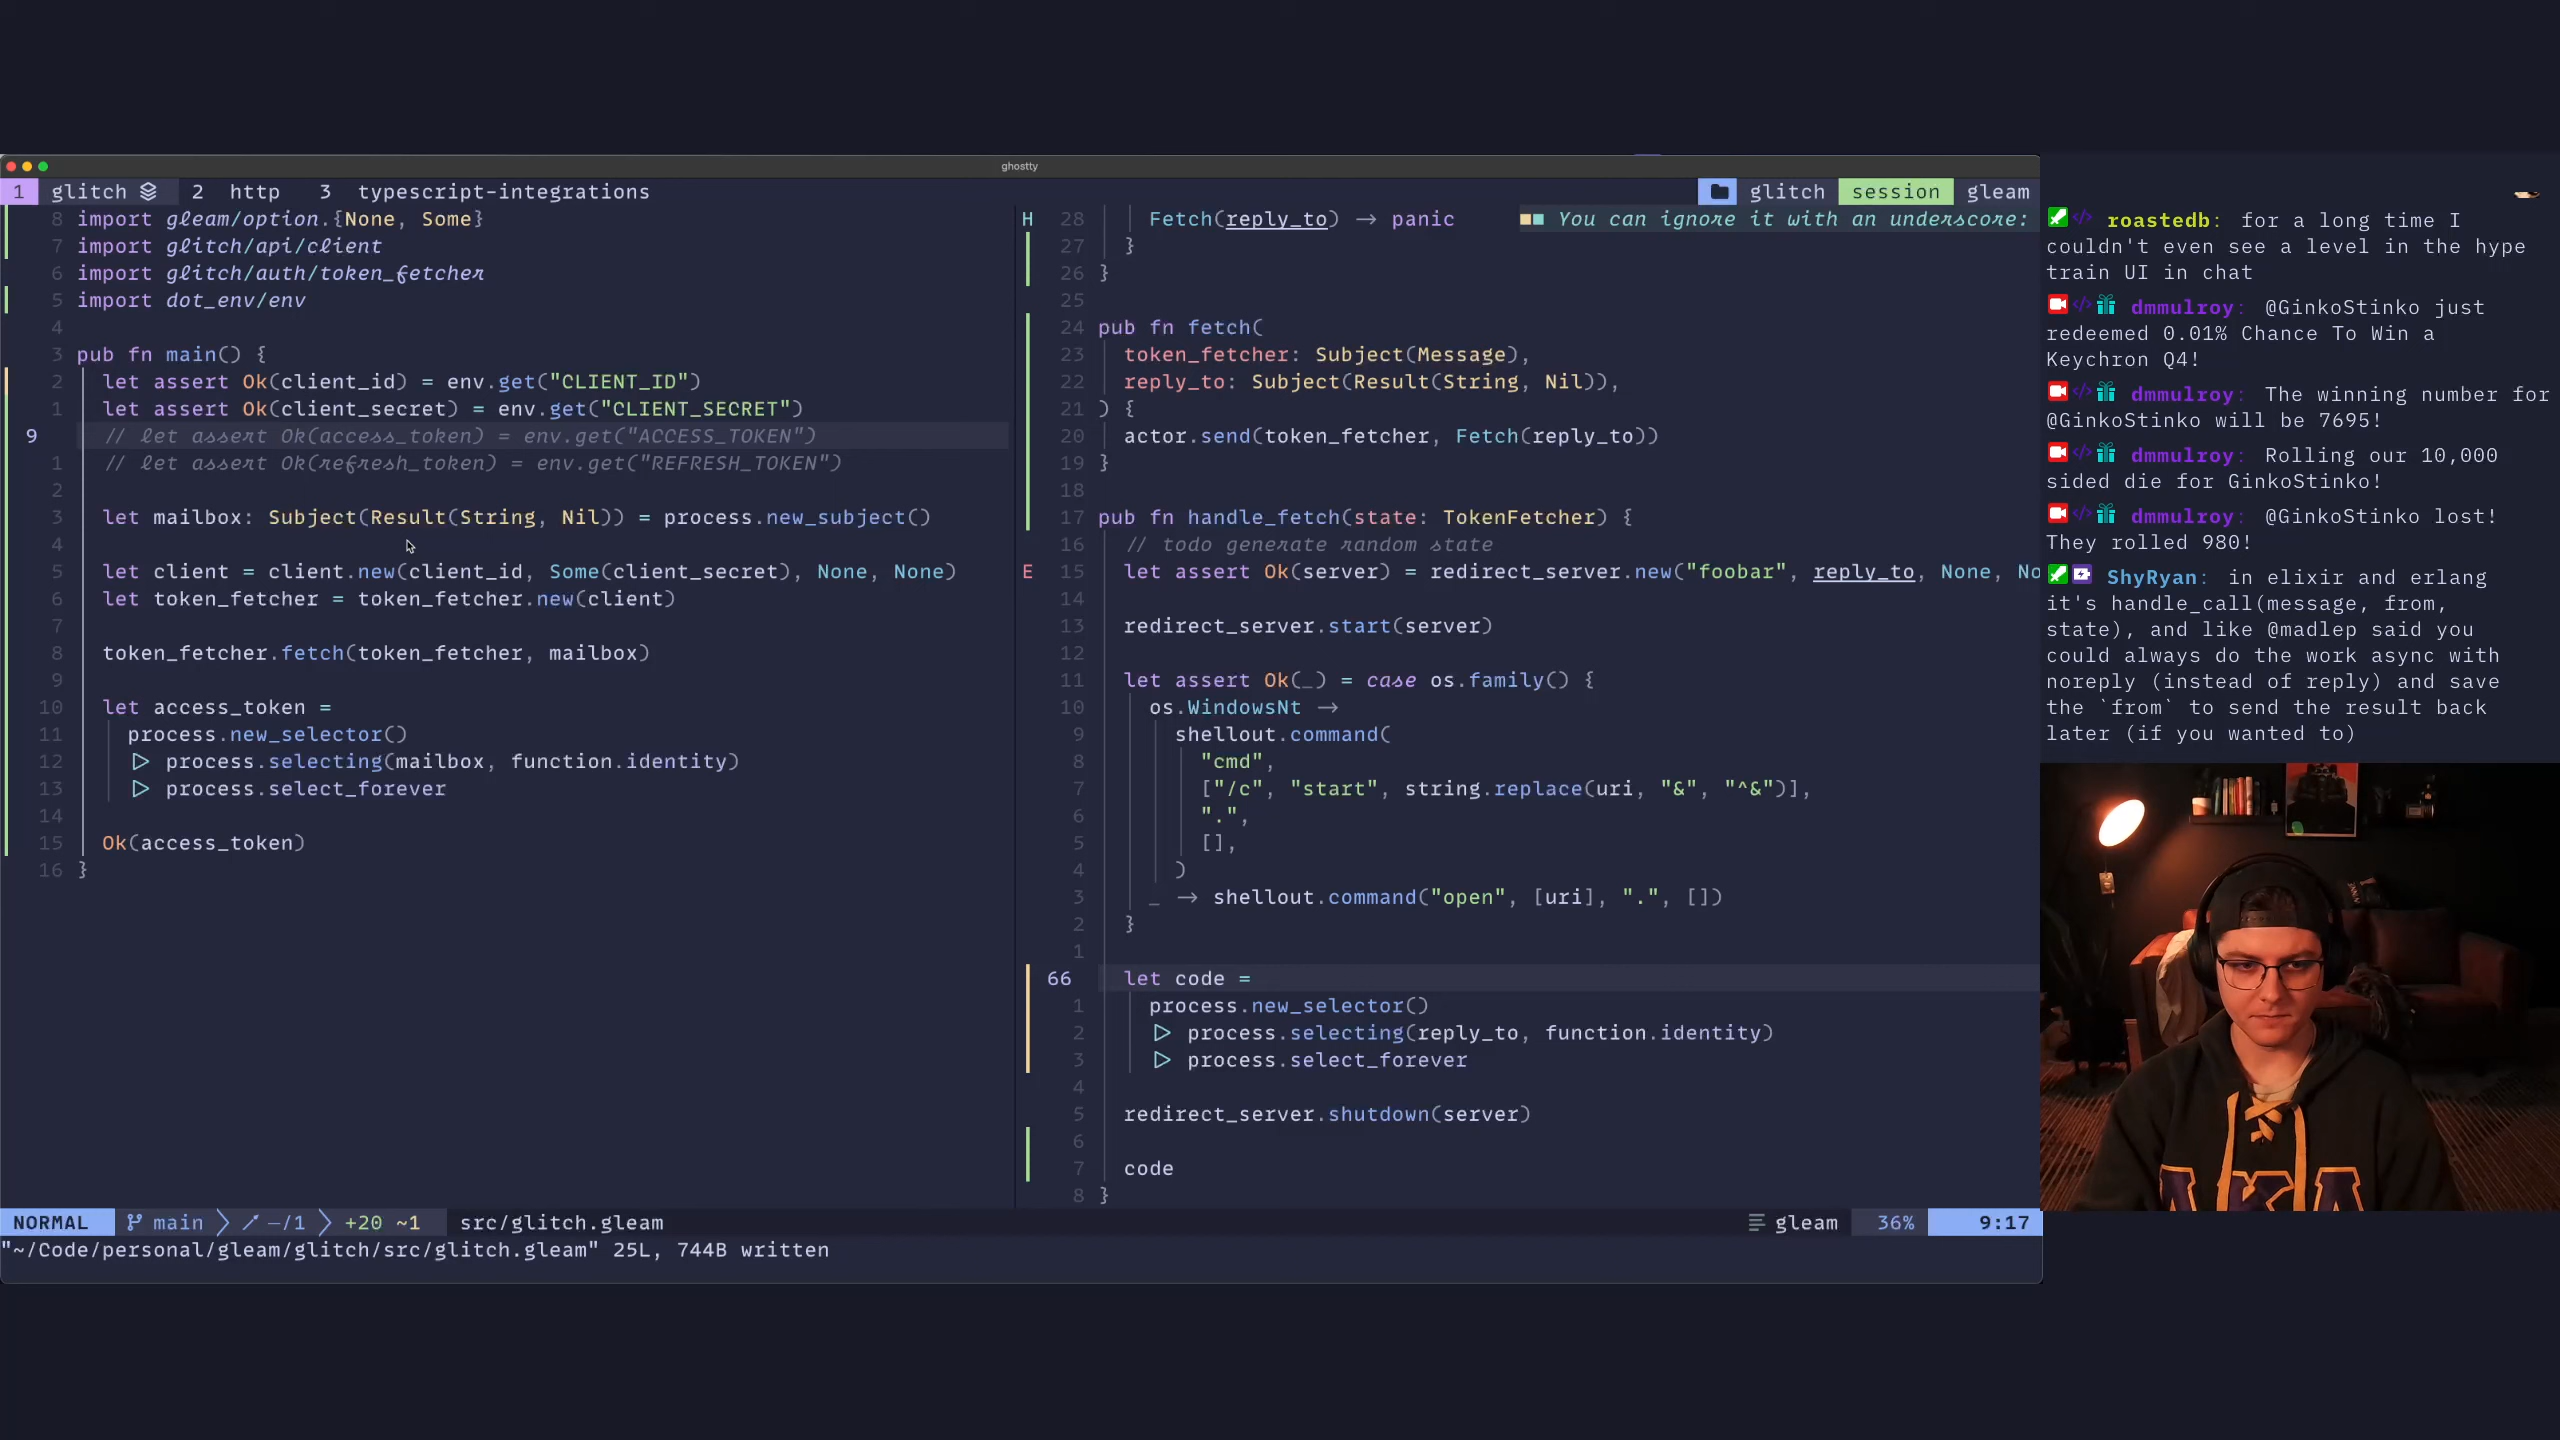 ghostty
1 glitch 2 http 3 typescript-integrations
glitch session gleam
8 import gleam/option.{None, Some}
7 import glitch/api/client
6 import glitch/auth/token_fetcher
5 import dot_env/env
4
3 pub fn main() {
2 let assert Ok(client_id) = env.get("CLIENT_ID")
1 let assert Ok(client_secret) = env.get("CLIENT_SECRET")
9 // let assert Ok(access_token) = env.get("ACCESS_TOKEN")
1 // let assert Ok(refresh_token) = env.get("REFRESH_TOKEN")
2
3 let mailbox: Subject(Result(String, Nil)) = process.new_subject()
4
5 let client = client.new(client_id, Some(client_secret), None, None)
6 let token_fetcher = token_fetcher.new(client)
7
8 token_fetcher.fetch(token_fetcher, mailbox)
9
10 let access_token =
11 process.new_selector()
12 ▷ process.selecting(mailbox, function.identity)
13 ▷ process.select_forever
14
15 Ok(access_token)
16 }
H 28 Fetch(reply_to) → panic ■■ You can ignore it with an underscore:
27 }
26 }
25
24 pub fn fetch(
23 token_fetcher: Subject(Message),
22 reply_to: Subject(Result(String, Nil)),
21 ) {
20 actor.send(token_fetcher, Fetch(reply_to))
19 }
18
17 pub fn handle_fetch(state: TokenFetcher) {
16 // todo generate random state
E 15 let assert Ok(server) = redirect_server.new("foobar", reply_to, None, No
14
13 redirect_server.start(server)
12
11 let assert Ok(_) = case os.family() {
10 os.WindowsNt →
9 shellout.command(
8 "cmd",
7 ["/c", "start", string.replace(uri, "&", "^&")],
6 ".",
5 [],
4 )
3 _ → shellout.command("open", [uri], ".", [])
2 }
1
66 let code =
1 process.new_selector()
2 ▷ process.selecting(reply_to, function.identity)
3 ▷ process.select_forever
4
5 redirect_server.shutdown(server)
6
7 code
8 }
NORMAL main −/1 +20 ~1 src/glitch.gleam gleam 36% 9:17
"~/Code/personal/gleam/glitch/src/glitch.gleam" 25L, 744B written
roastedb: for a long time I
couldn't even see a level in the hype
train UI in chat
dmmulroy: @GinkoStinko just
redeemed 0.01% Chance To Win a
Keychron Q4!
dmmulroy: The winning number for
@GinkoStinko will be 7695!
dmmulroy: Rolling our 10,000
sided die for GinkoStinko!
dmmulroy: @GinkoStinko lost!
They rolled 980!
ShyRyan: in elixir and erlang
it's handle_call(message, from,
state), and like @madlep said you
could always do the work async with
noreply (instead of reply) and save
the `from` to send the result back
later (if you wanted to)